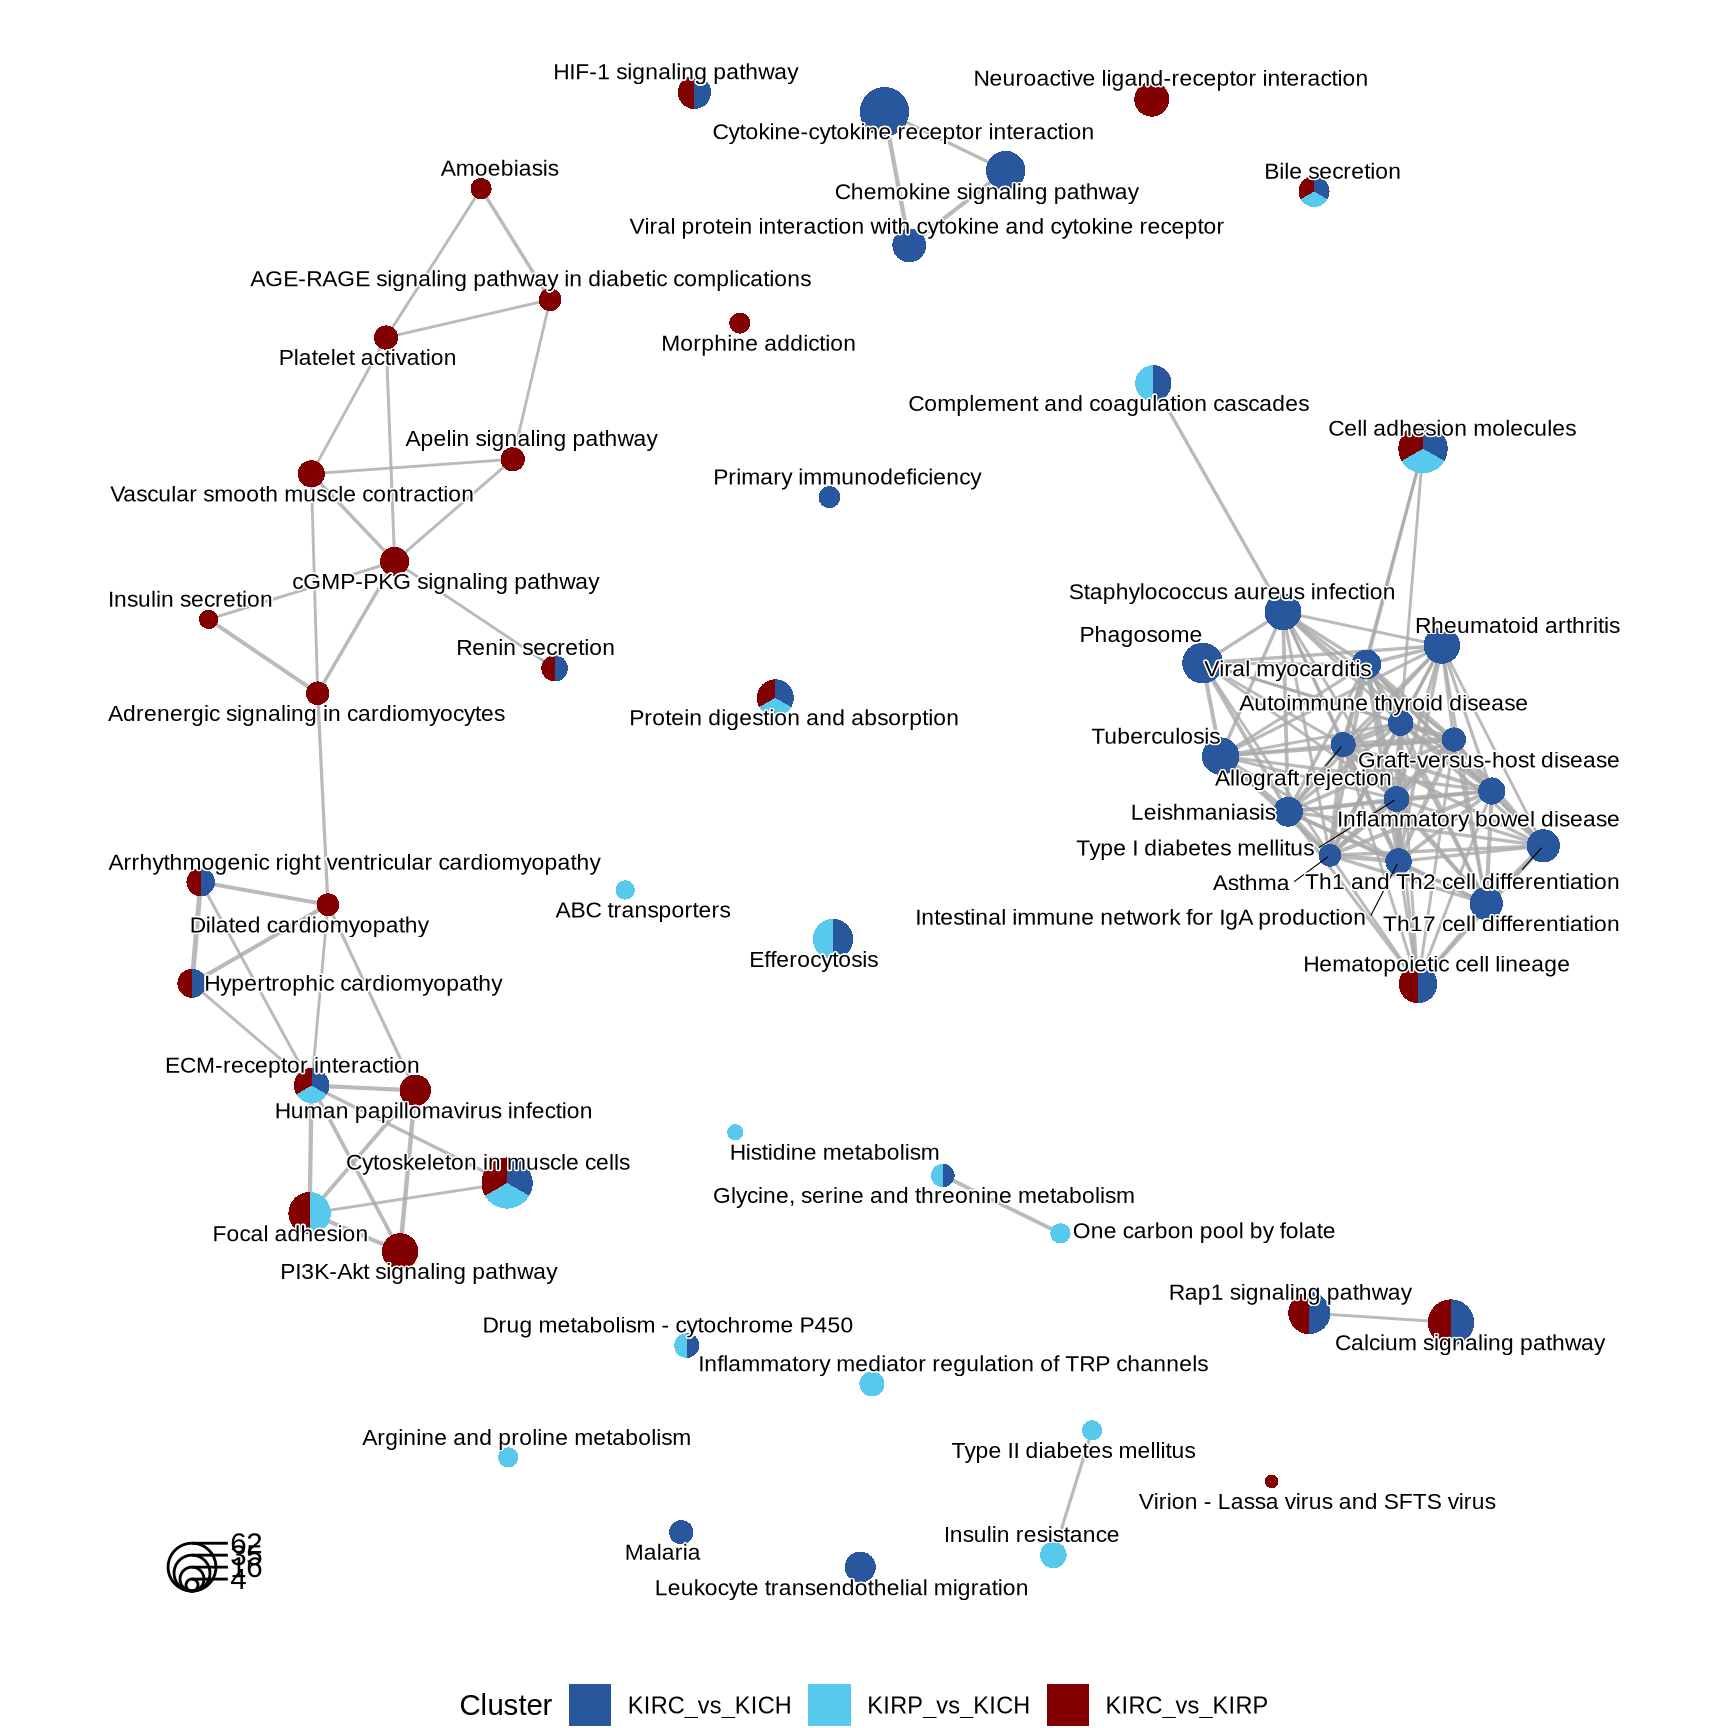 HIF-1 signaling pathway
Neuroactive ligand-receptor interaction
Cytokine-cytokine receptor interaction
Amoebiasis
Bile secretion
Chemokine signaling pathway
Viral protein interaction with cytokine and cytokine receptor
AGE-RAGE signaling pathway in diabetic complications
Morphine addiction
Platelet activation
Complement and coagulation cascades
Cell adhesion molecules
Apelin signaling pathway
Primary immunodeficiency
Vascular smooth muscle contraction
cGMP-PKG signaling pathway
Staphylococcus aureus infection
Insulin secretion
Rheumatoid arthritis
Phagosome
Renin secretion
Viral myocarditis
Autoimmune thyroid disease
Adrenergic signaling in cardiomyocytes
Protein digestion and absorption
Tuberculosis
Graft-versus-host disease
Allograft rejection
Leishmaniasis
Inflammatory bowel disease
Type I diabetes mellitus
Arrhythmogenic right ventricular cardiomyopathy
Asthma
Th1 and Th2 cell differentiation
ABC transporters
Intestinal immune network for IgA production
Dilated cardiomyopathy
Th17 cell differentiation
Efferocytosis
Hematopoietic cell lineage
Hypertrophic cardiomyopathy
ECM-receptor interaction
Human papillomavirus infection
Histidine metabolism
Cytoskeleton in muscle cells
Glycine, serine and threonine metabolism
Focal adhesion
One carbon pool by folate
PI3K-Akt signaling pathway
Rap1 signaling pathway
Drug metabolism - cytochrome P450
Calcium signaling pathway
Inflammatory mediator regulation of TRP channels
Arginine and proline metabolism
Type II diabetes mellitus
Virion - Lassa virus and SFTS virus
Insulin resistance
62
35
16
4
Malaria
Leukocyte transendothelial migration
Cluster KIRC_vs_KICH KIRP_vs_KICH KIRC_vs_KIRP